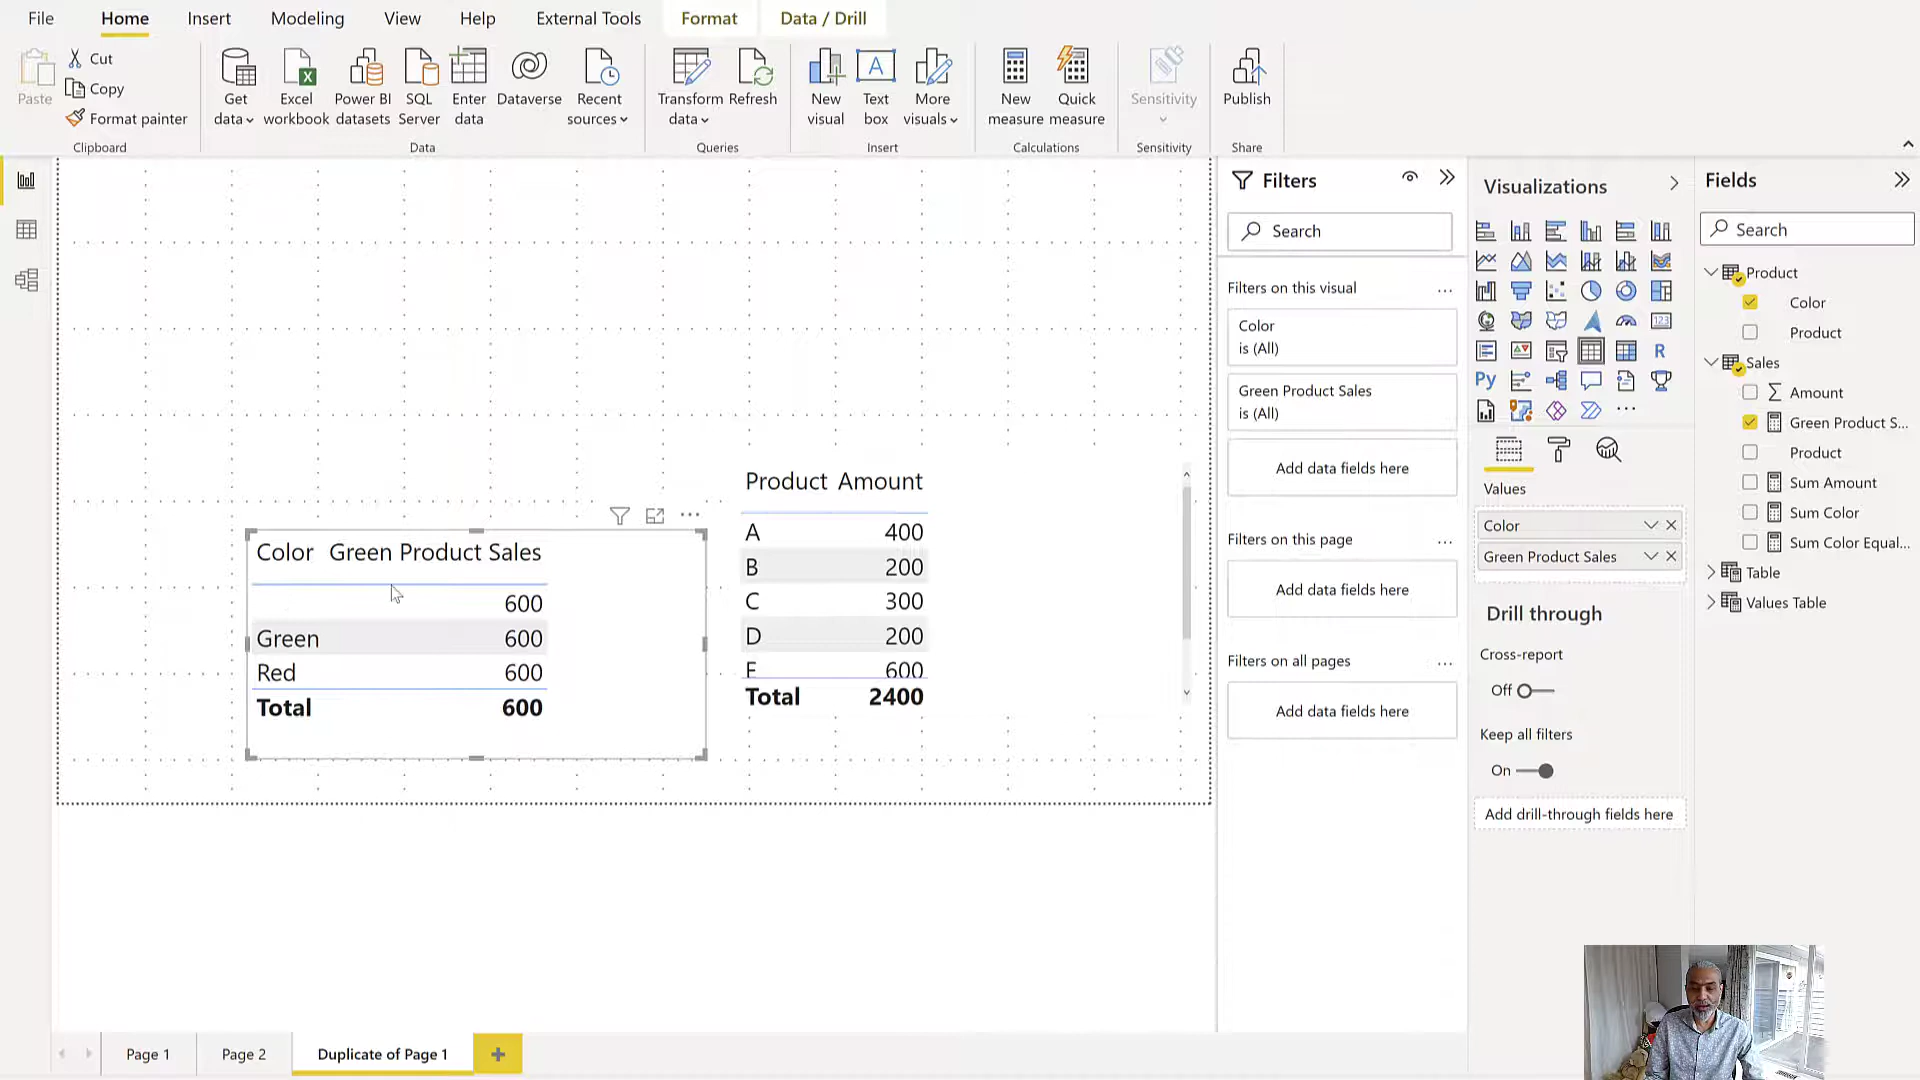 File Home Insert Modeling View Help External Tools Format Data / Drill
Paste
Cut
Copy
Format painter
Clipboard
Get data
Excel workbook
Power BI datasets
SQL Server
Enter data
Dataverse
Recent sources
Data
Transform data
Refresh
Queries
New visual
Text box
More visuals
Insert
New measure
Quick measure
Calculations
Sensitivity
Sensitivity
Publish
Share
Color Green Product Sales
600
Green 600
Red 600
Total 600
Product Amount
A 400
B 200
C 300
D 200
E 600
Total 2400
Filters
Search
Filters on this visual ...
Color
is (All)
Green Product Sales
is (All)
Add data fields here
Filters on this page ...
Add data fields here
Filters on all pages ...
Add data fields here
Visualizations
R
Py
123
Values
Color
Green Product Sales
Drill through
Cross-report
Off
Keep all filters
On
Add drill-through fields here
Fields
Search
Product
Color
Product
Sales
Amount
Green Product S...
Product
Sum Amount
Sum Color
Sum Color Equal...
Table
Values Table
Page 1 Page 2 Duplicate of Page 1 +